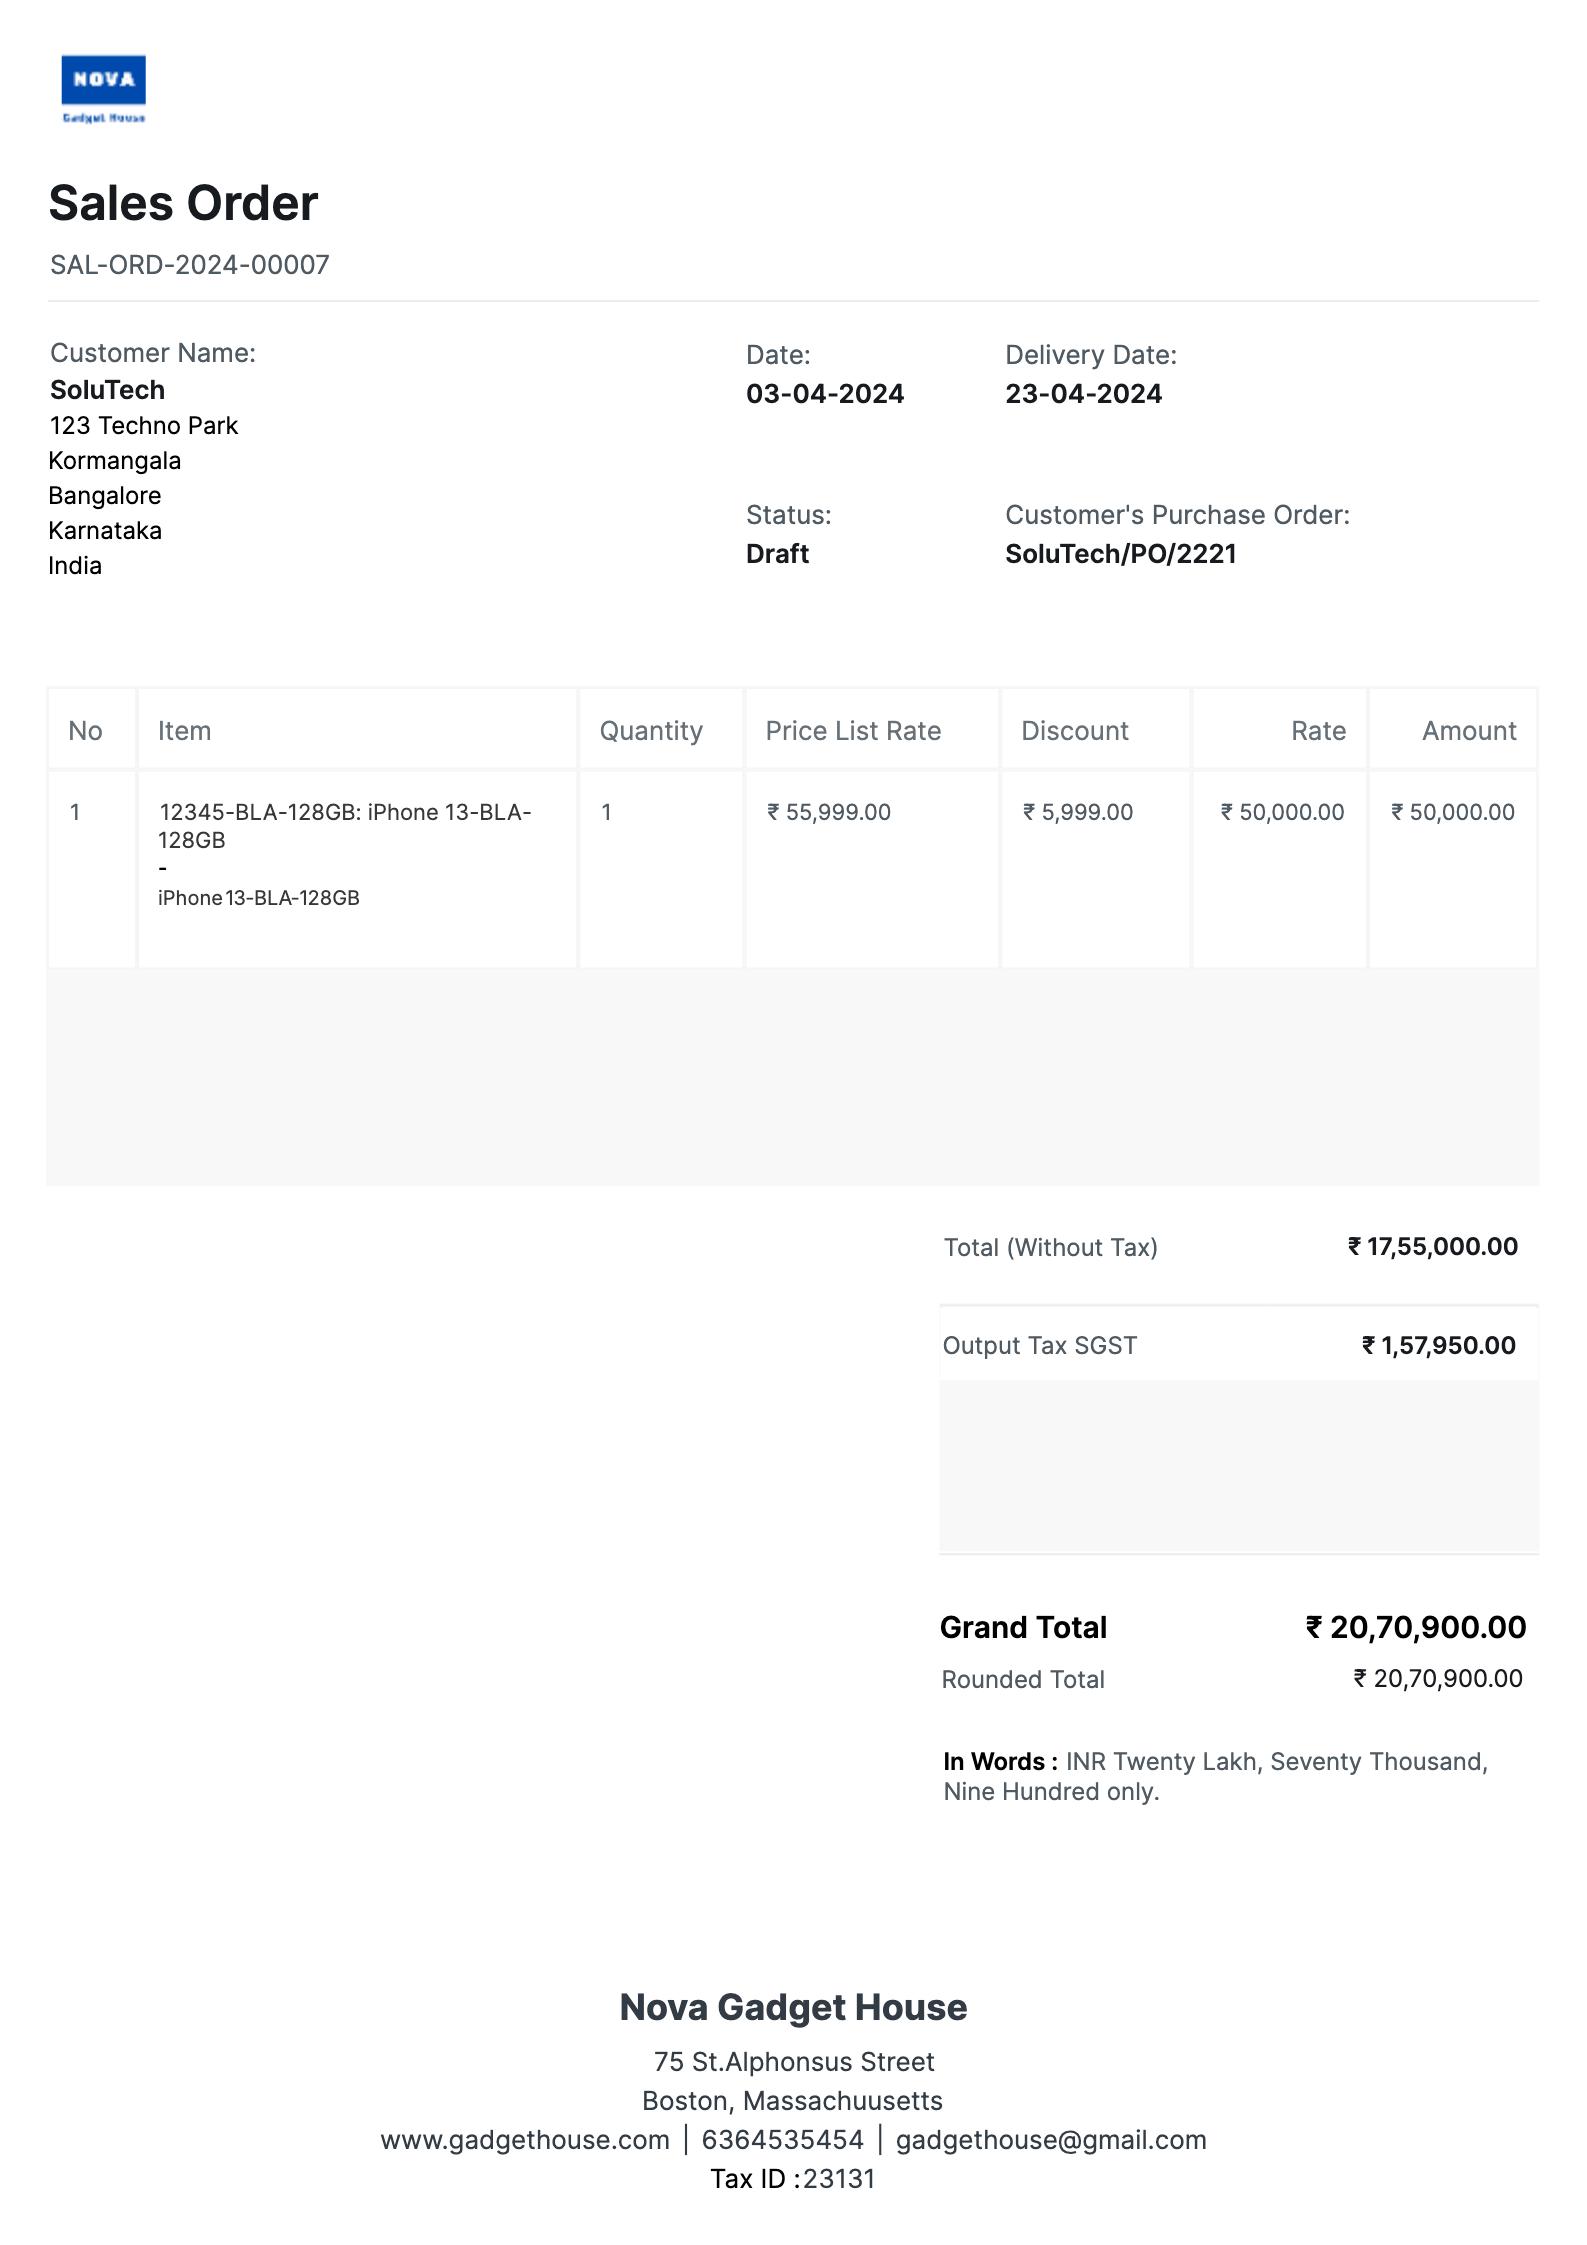 NOVA
Gadget House
Sales Order
SAL-ORD-2024-00007
Customer Name:
SoluTech
123 Techno Park
Kormangala
Bangalore
Karnataka
India
Date:
03-04-2024
Delivery Date:
23-04-2024
Status:
Draft
Customer's Purchase Order:
SoluTech/PO/2221
No Item Quantity Price List Rate Discount Rate Amount
1 12345-BLA-128GB: iPhone 13-BLA- 1 ₹ 55,999.00 ₹ 5,999.00 ₹ 50,000.00 ₹ 50,000.00
128GB
-
iPhone 13-BLA-128GB
Total (Without Tax) ₹ 17,55,000.00
Output Tax SGST ₹ 1,57,950.00
Grand Total ₹ 20,70,900.00
Rounded Total ₹ 20,70,900.00
In Words : INR Twenty Lakh, Seventy Thousand,
Nine Hundred only.
Nova Gadget House
75 St.Alphonsus Street
Boston, Massachuusetts
www.gadgethouse.com | 6364535454 | gadgethouse@gmail.com
Tax ID :23131